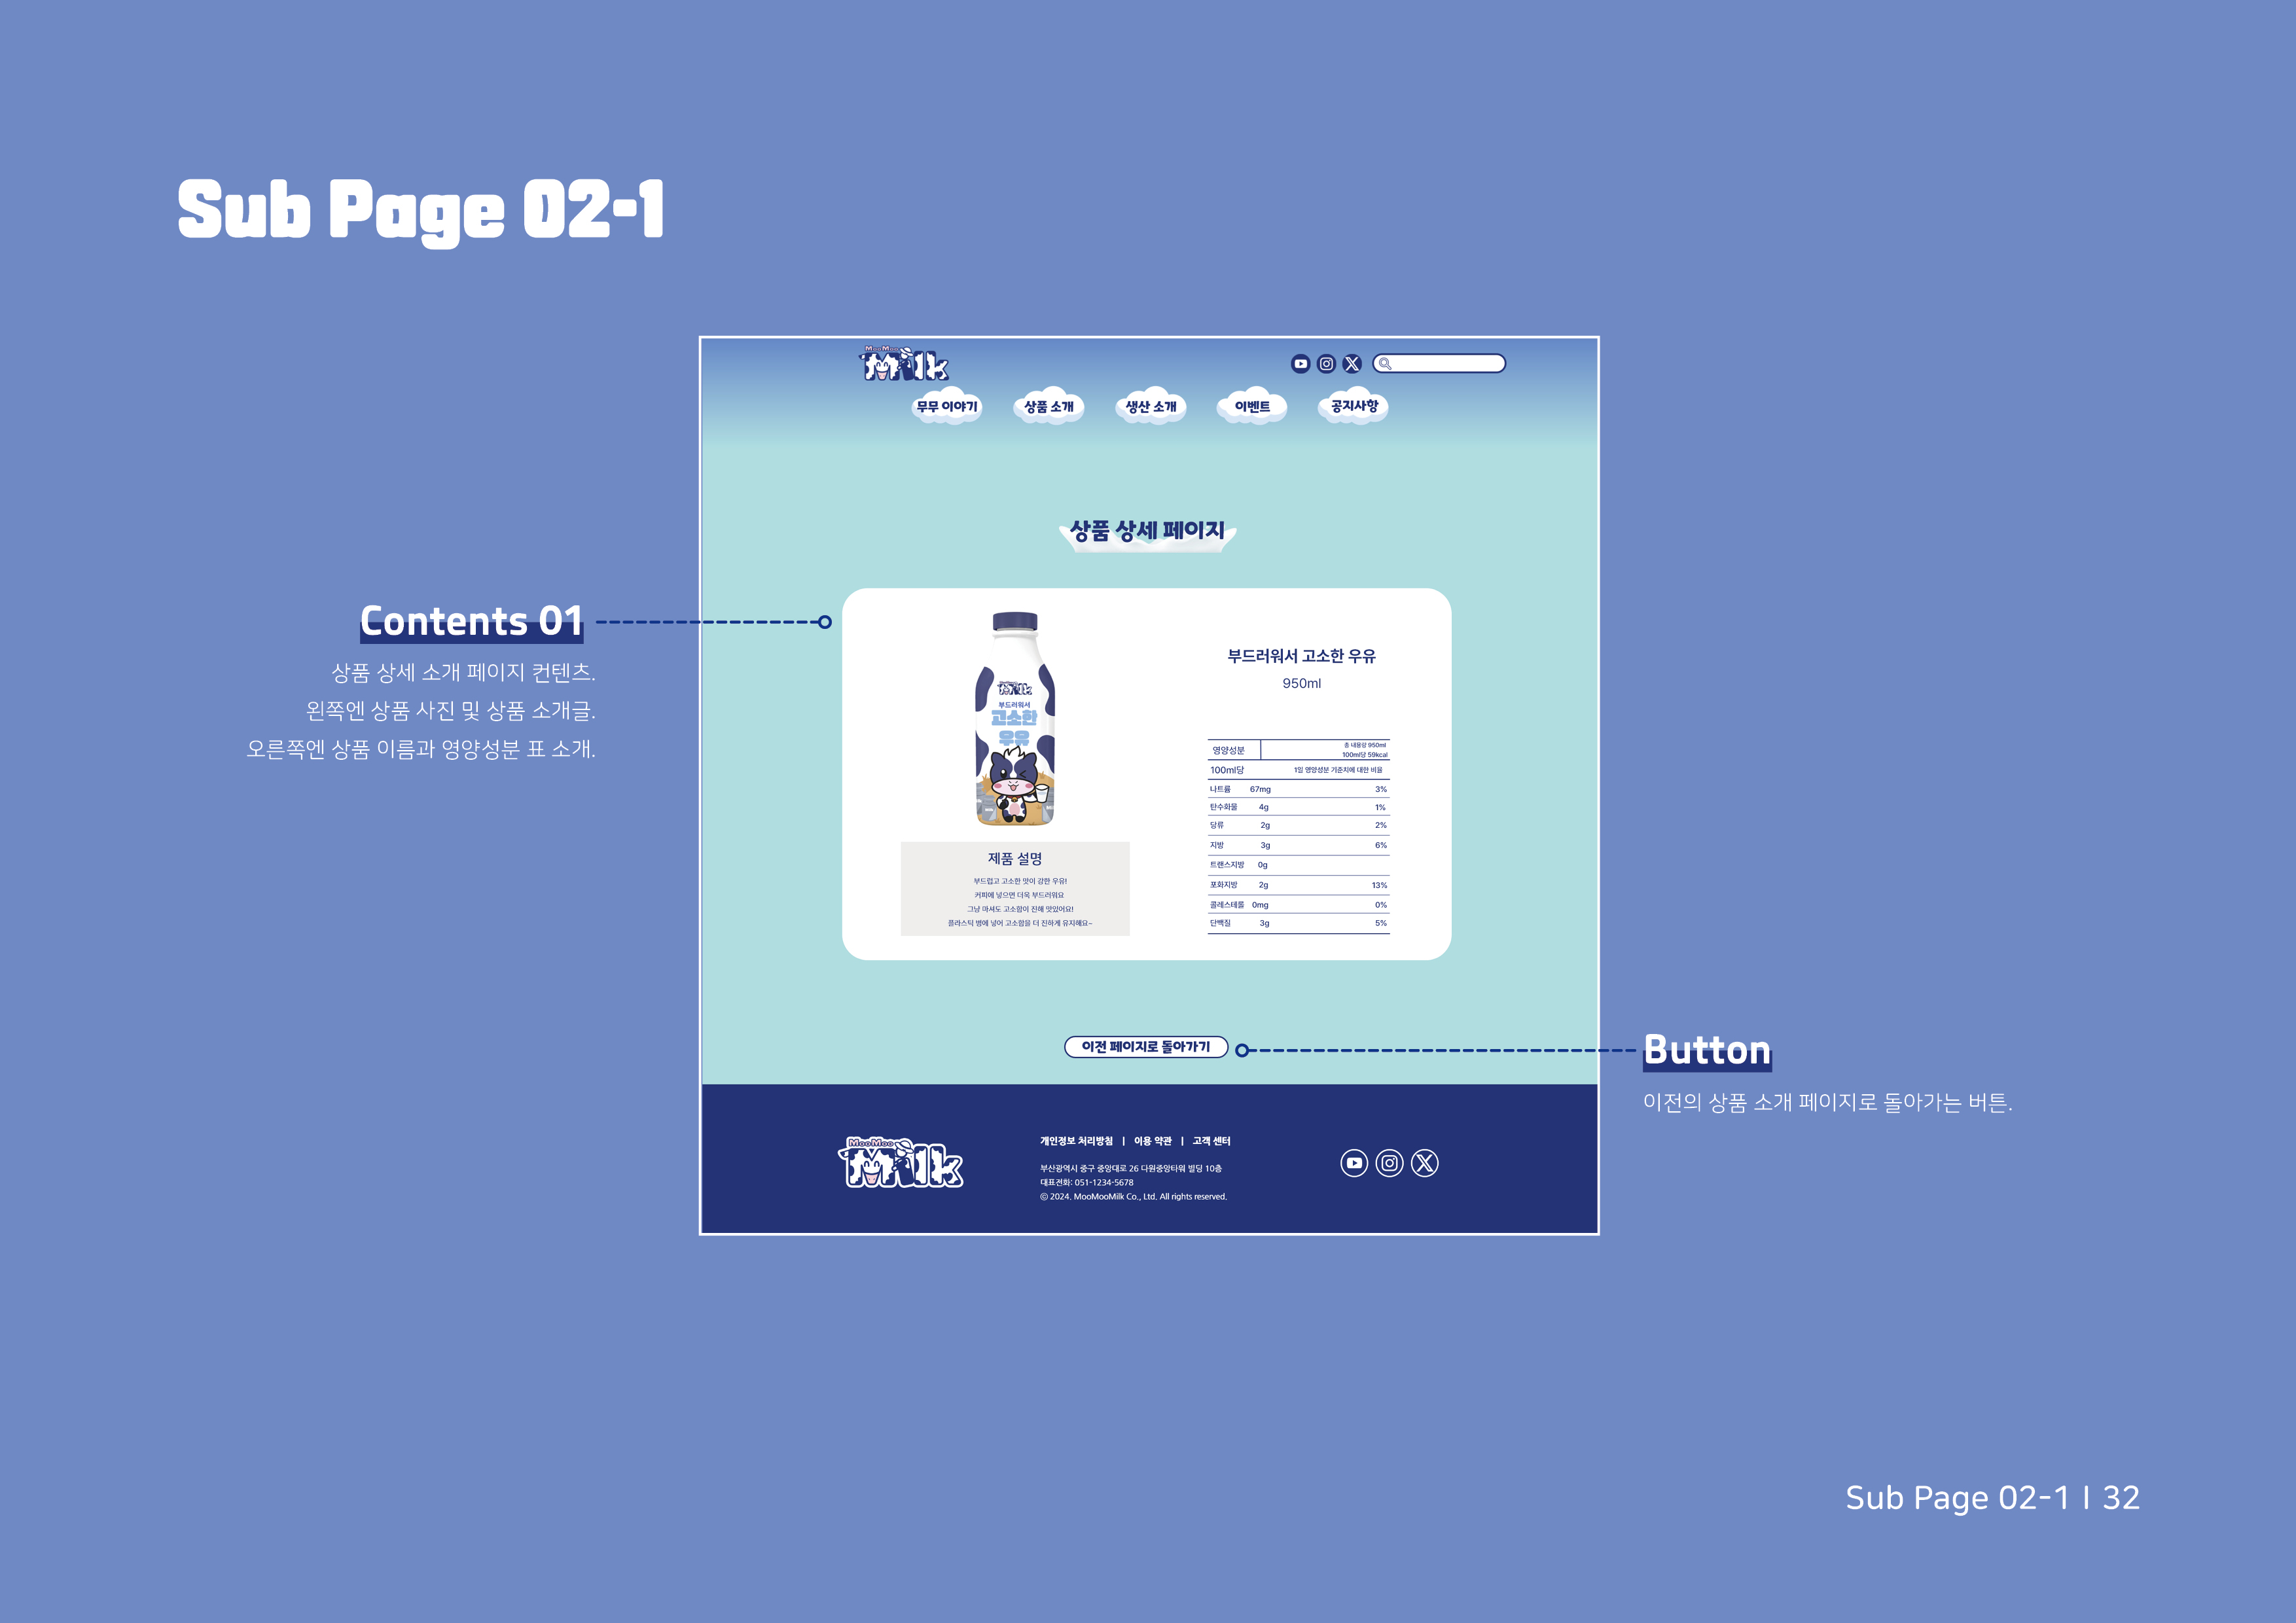 Sub Page 02-1
MooMoo
Milk
무무 이야기
상품 소개
생산 소개
이벤트
공지사항
상품 상세 페이지
Contents 01
상품 상세 소개 페이지 컨텐츠.
왼쪽엔 상품 사진 및 상품 소개글.
오른쪽엔 상품 이름과 영양성분 표 소개.
MooMoo
Milk
부드러워서
고소한
우유
제품 설명
부드럽고 고소한 맛이 강한 우유!
커피에 넣으면 더욱 부드러워요
그냥 마셔도 고소함이 진해 맛있어요!
플라스틱 병에 넣어 고소함을 더 진하게 유지해요~
부드러워서 고소한 우유
950ml
영양성분
총 내용량 950ml
100ml당 59kcal
100ml당 1일 영양성분 기준치에 대한 비율
나트륨 67mg 3%
탄수화물 4g 1%
당류 2g 2%
지방 3g 6%
트랜스지방 0g
포화지방 2g 13%
콜레스테롤 0mg 0%
단백질 3g 5%
이전 페이지로 돌아가기
Button
이전의 상품 소개 페이지로 돌아가는 버튼.
MooMoo
Milk
개인정보 처리방침 | 이용 약관 | 고객 센터
부산광역시 중구 중앙대로 26 다원중앙타워 빌딩 10층
대표전화: 051-1234-5678
© 2024. MooMooMilk Co., Ltd. All rights reserved.
Sub Page 02-1 I 32